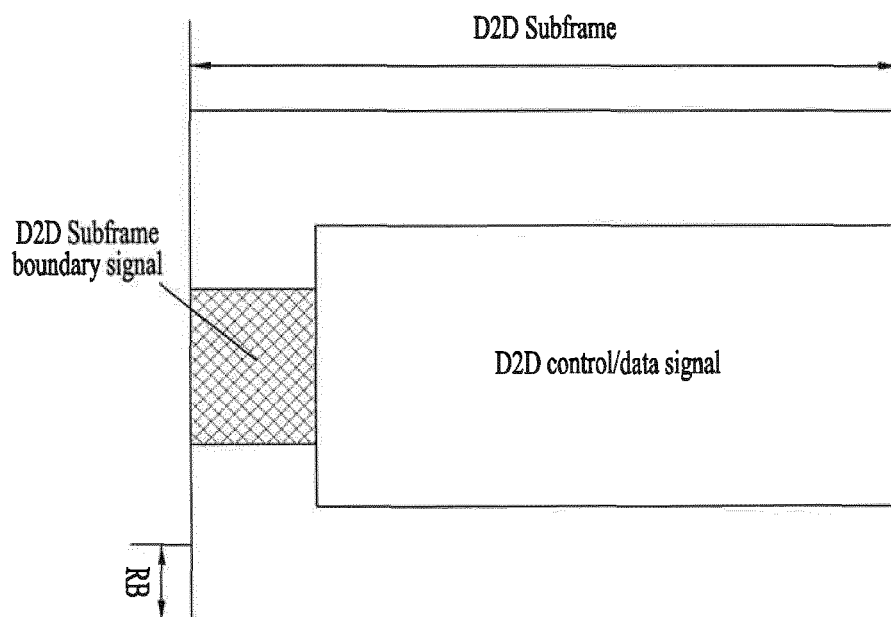 D2D Subframe
D2D Subframe
boundary signal
D2D control/data signal
RB